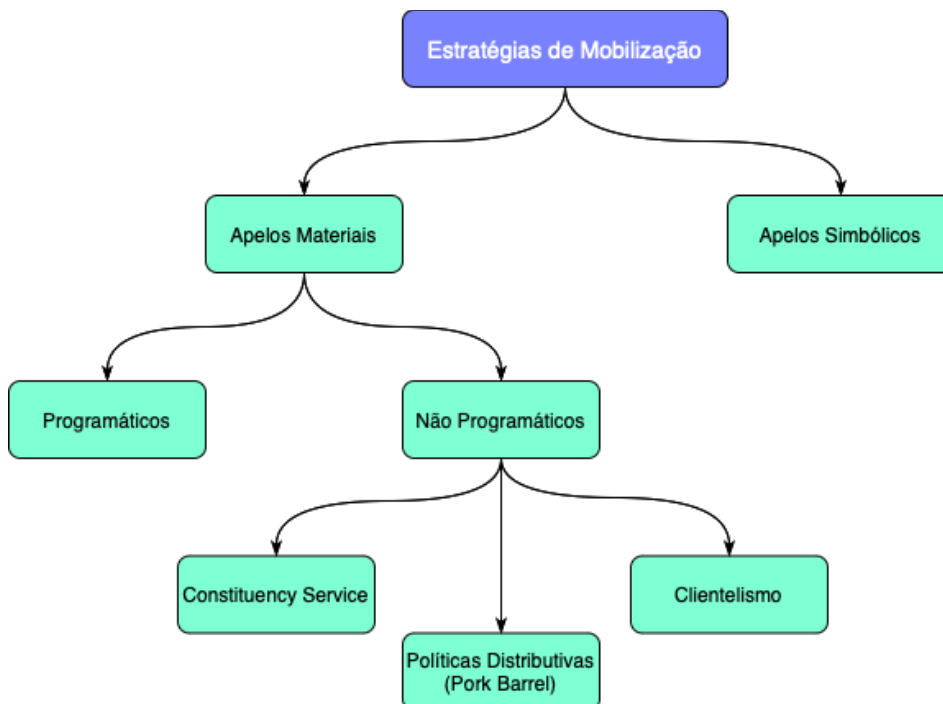 Estratégias de Mobilização
Apelos Materiais
Apelos Simbólicos
Programáticos
Não Programáticos
Constituency Service
Clientelismo
Políticas Distributivas
(Pork Barrel)